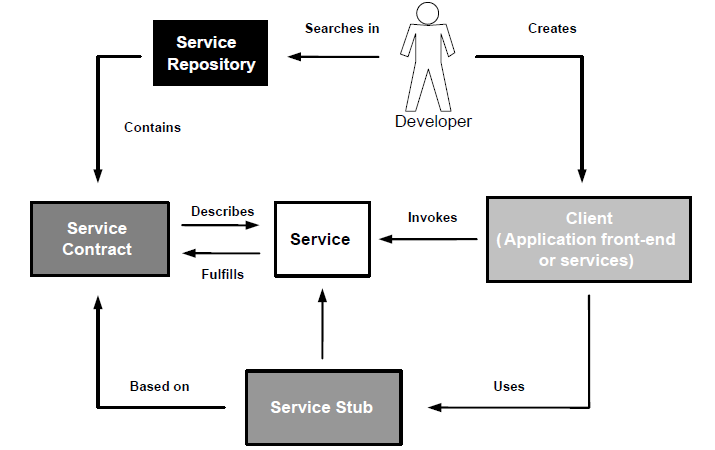 Searches in
Creates
Service
Repository
Developer
Contains
Service
Contract
Describes
Fulfills
Service
Invokes
Client
( Application front-end
or services)
Based on
Service Stub
Uses